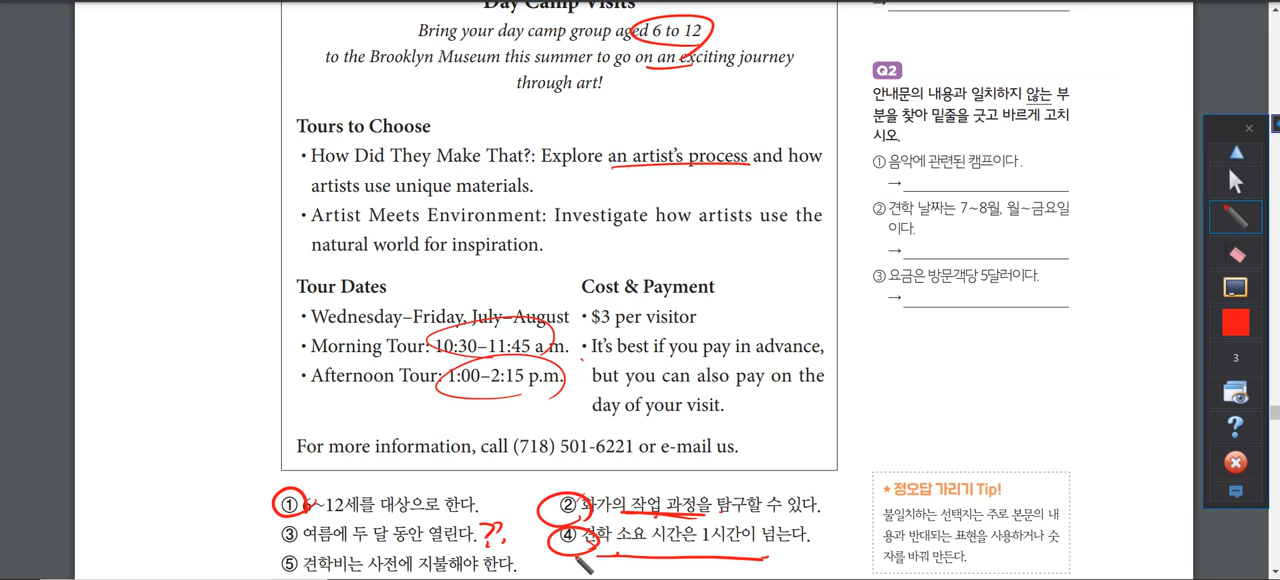 Day Camp Visits
Bring your day camp group aged 6 to 12
to the Brooklyn Museum this summer to go on an exciting journey
through art!
Tours to Choose
• How Did They Make That?: Explore an artist's process and how
artists use unique materials.
• Artist Meets Environment: Investigate how artists use the
natural world for inspiration.
Tour Dates
• Wednesday–Friday, July–August
• Morning Tour: 10:30–11:45 a.m.
• Afternoon Tour: 1:00–2:15 p.m.
Cost & Payment
• $3 per visitor
• It's best if you pay in advance,
but you can also pay on the
day of your visit.
For more information, call (718) 501-6221 or e-mail us.
① 6~12세를 대상으로 한다.
② 화가의 작업 과정을 탐구할 수 있다.
③ 여름에 두 달 동안 열린다. ??
④ 견학 소요 시간은 1시간이 넘는다.
⑤ 견학비는 사전에 지불해야 한다.
→
Q2
안내문의 내용과 일치하지 않는 부
분을 찾아 밑줄을 긋고 바르게 고치
시오.
① 음악에 관련된 캠프이다.
→
② 견학 날짜는 7~8월, 월~금요일
이다.
→
③ 요금은 방문객당 5달러이다.
→
★ 정오답 가리기 Tip!
불일치하는 선택지는 주로 본문의 내
용과 반대되는 표현을 사용하거나 숫
자를 바꿔 만든다.
3